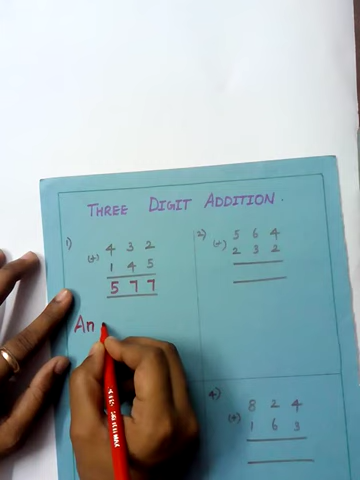 THREE DIGIT ADDITION.
1)
4 3 2
(+)
1 4 5
5 7 7
An
2)
5 6 4
(+)
2 3 2
4)
8 2 4
(+)
1 6 3